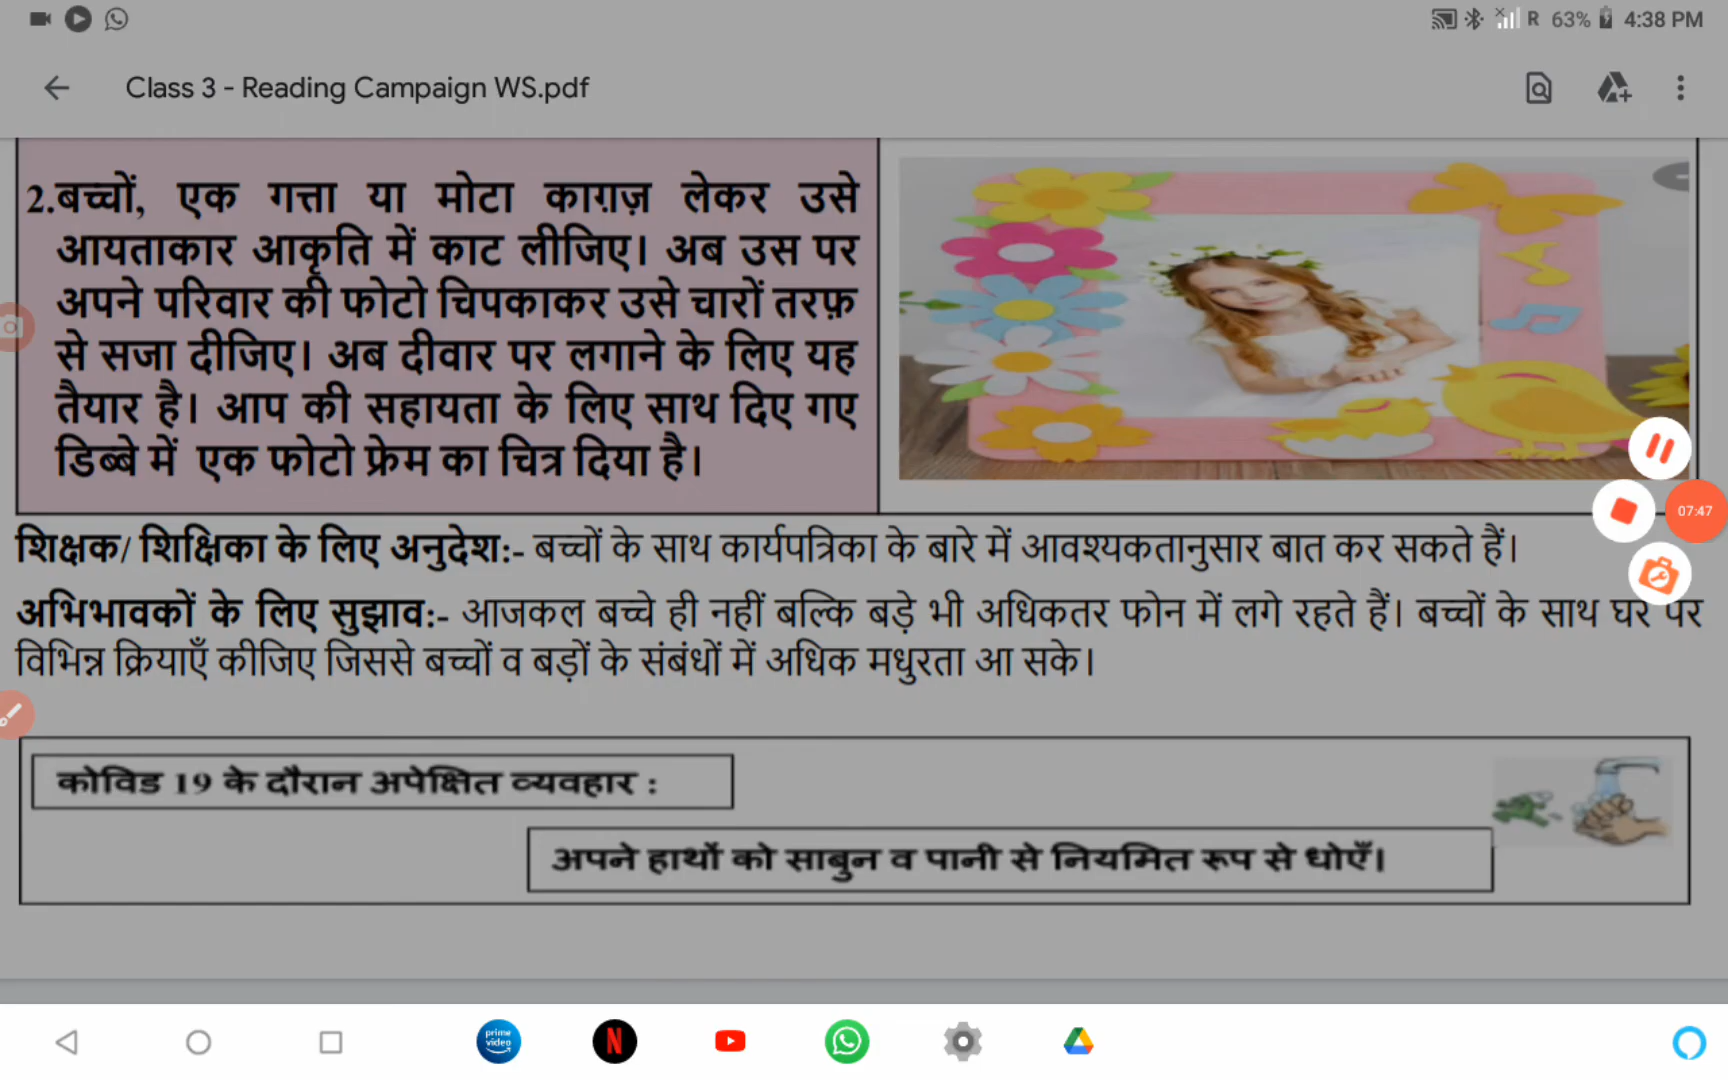 R 63% 4:38 PM
Class 3 - Reading Campaign WS.pdf
2.बच्चों, एक गत्ता या मोटा काग़ज़ लेकर उसे
आयताकार आकृति में काट लीजिए। अब उस पर
अपने परिवार की फोटो चिपकाकर उसे चारों तरफ़
से सजा दीजिए। अब दीवार पर लगाने के लिए यह
तैयार है। आप की सहायता के लिए साथ दिए गए
डिब्बे में एक फोटो फ्रेम का चित्र दिया है।
07:47
शिक्षक/ शिक्षिका के लिए अनुदेश:- बच्चों के साथ कार्यपत्रिका के बारे में आवश्यकतानुसार बात कर सकते हैं।
अभिभावकों के लिए सुझाव:- आजकल बच्चे ही नहीं बल्कि बड़े भी अधिकतर फोन में लगे रहते हैं। बच्चों के साथ घर पर
विभिन्न क्रियाएँ कीजिए जिससे बच्चों व बड़ों के संबंधों में अधिक मधुरता आ सके।
कोविड 19 के दौरान अपेक्षित व्यवहार :
अपने हाथों को साबुन व पानी से नियमित रूप से धोएँ।
prime
video
N